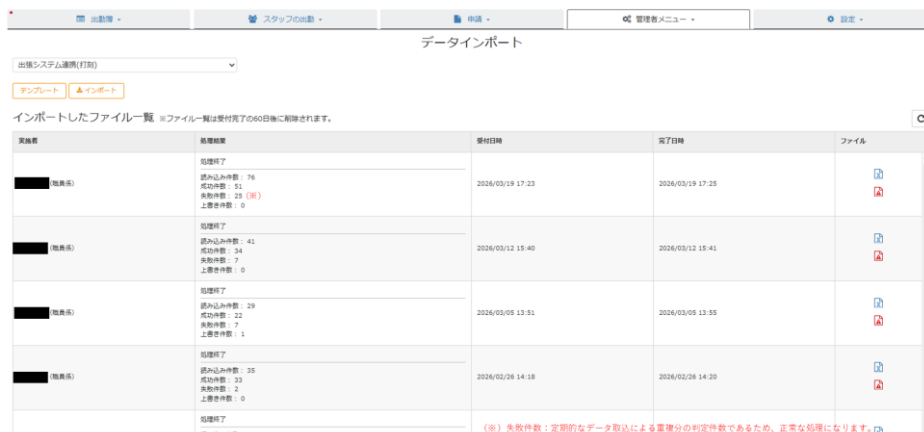 出勤簿
スタッフの出勤
申請
管理者メニュー
設定
データインポート
出張システム連携(打刻)
テンプレート
インポート
インポートしたファイル一覧 ※ファイル一覧は受付完了の60日後に削除されます。
実施者 処理結果 受付日時 完了日時 ファイル
処理終了
(職員係)
読み込み件数: 76
成功件数: 51
失敗件数: 25 (※)
上書き件数: 0
2026/03/19 17:23
2026/03/19 17:25
処理終了
(職員係)
読み込み件数: 41
成功件数: 34
失敗件数: 7
上書き件数: 0
2026/03/12 15:40
2026/03/12 15:41
処理終了
(職員係)
読み込み件数: 29
成功件数: 22
失敗件数: 7
上書き件数: 1
2026/03/05 13:51
2026/03/05 13:55
処理終了
(職員係)
読み込み件数: 35
成功件数: 33
失敗件数: 2
上書き件数: 0
2026/02/26 14:18
2026/02/26 14:20
処理終了
(※)失敗件数:定期的なデータ取込による重複分の判定件数であるため、正常な処理になります。